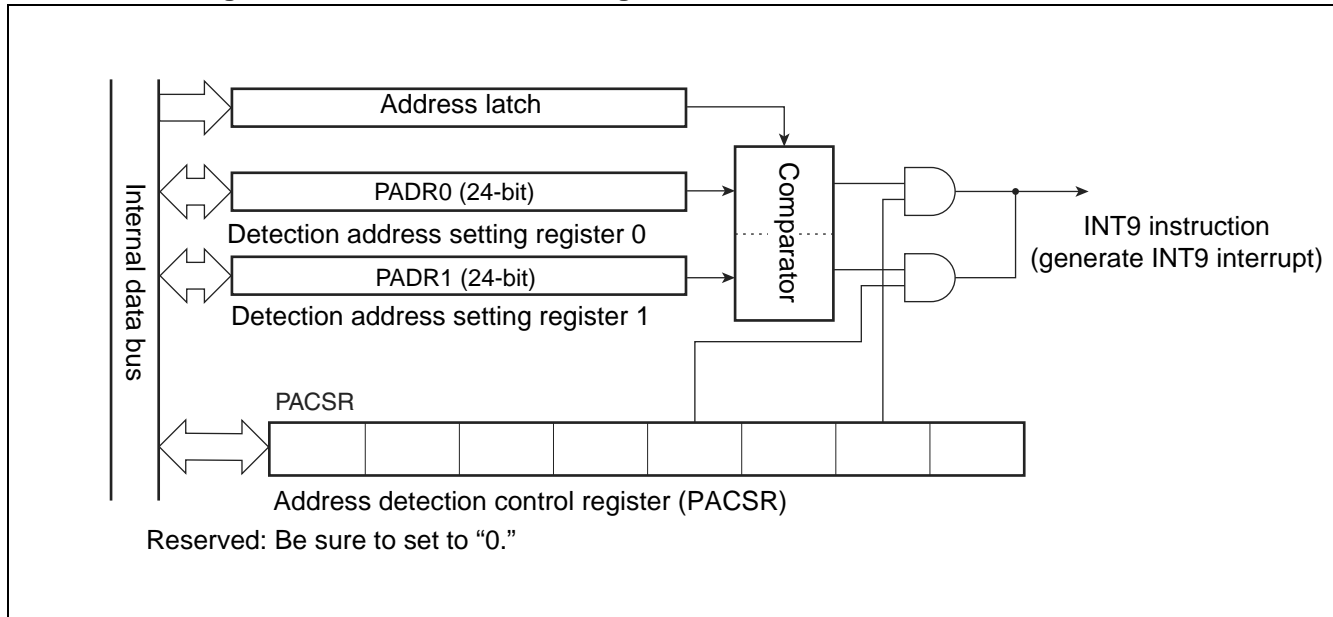 Internal data bus
Address latch
PADR0 (24-bit)
Detection address setting register 0
PADR1 (24-bit)
Detection address setting register 1
Comparator
INT9 instruction
(generate INT9 interrupt)
PACSR
Address detection control register (PACSR)
Reserved: Be sure to set to “0.”